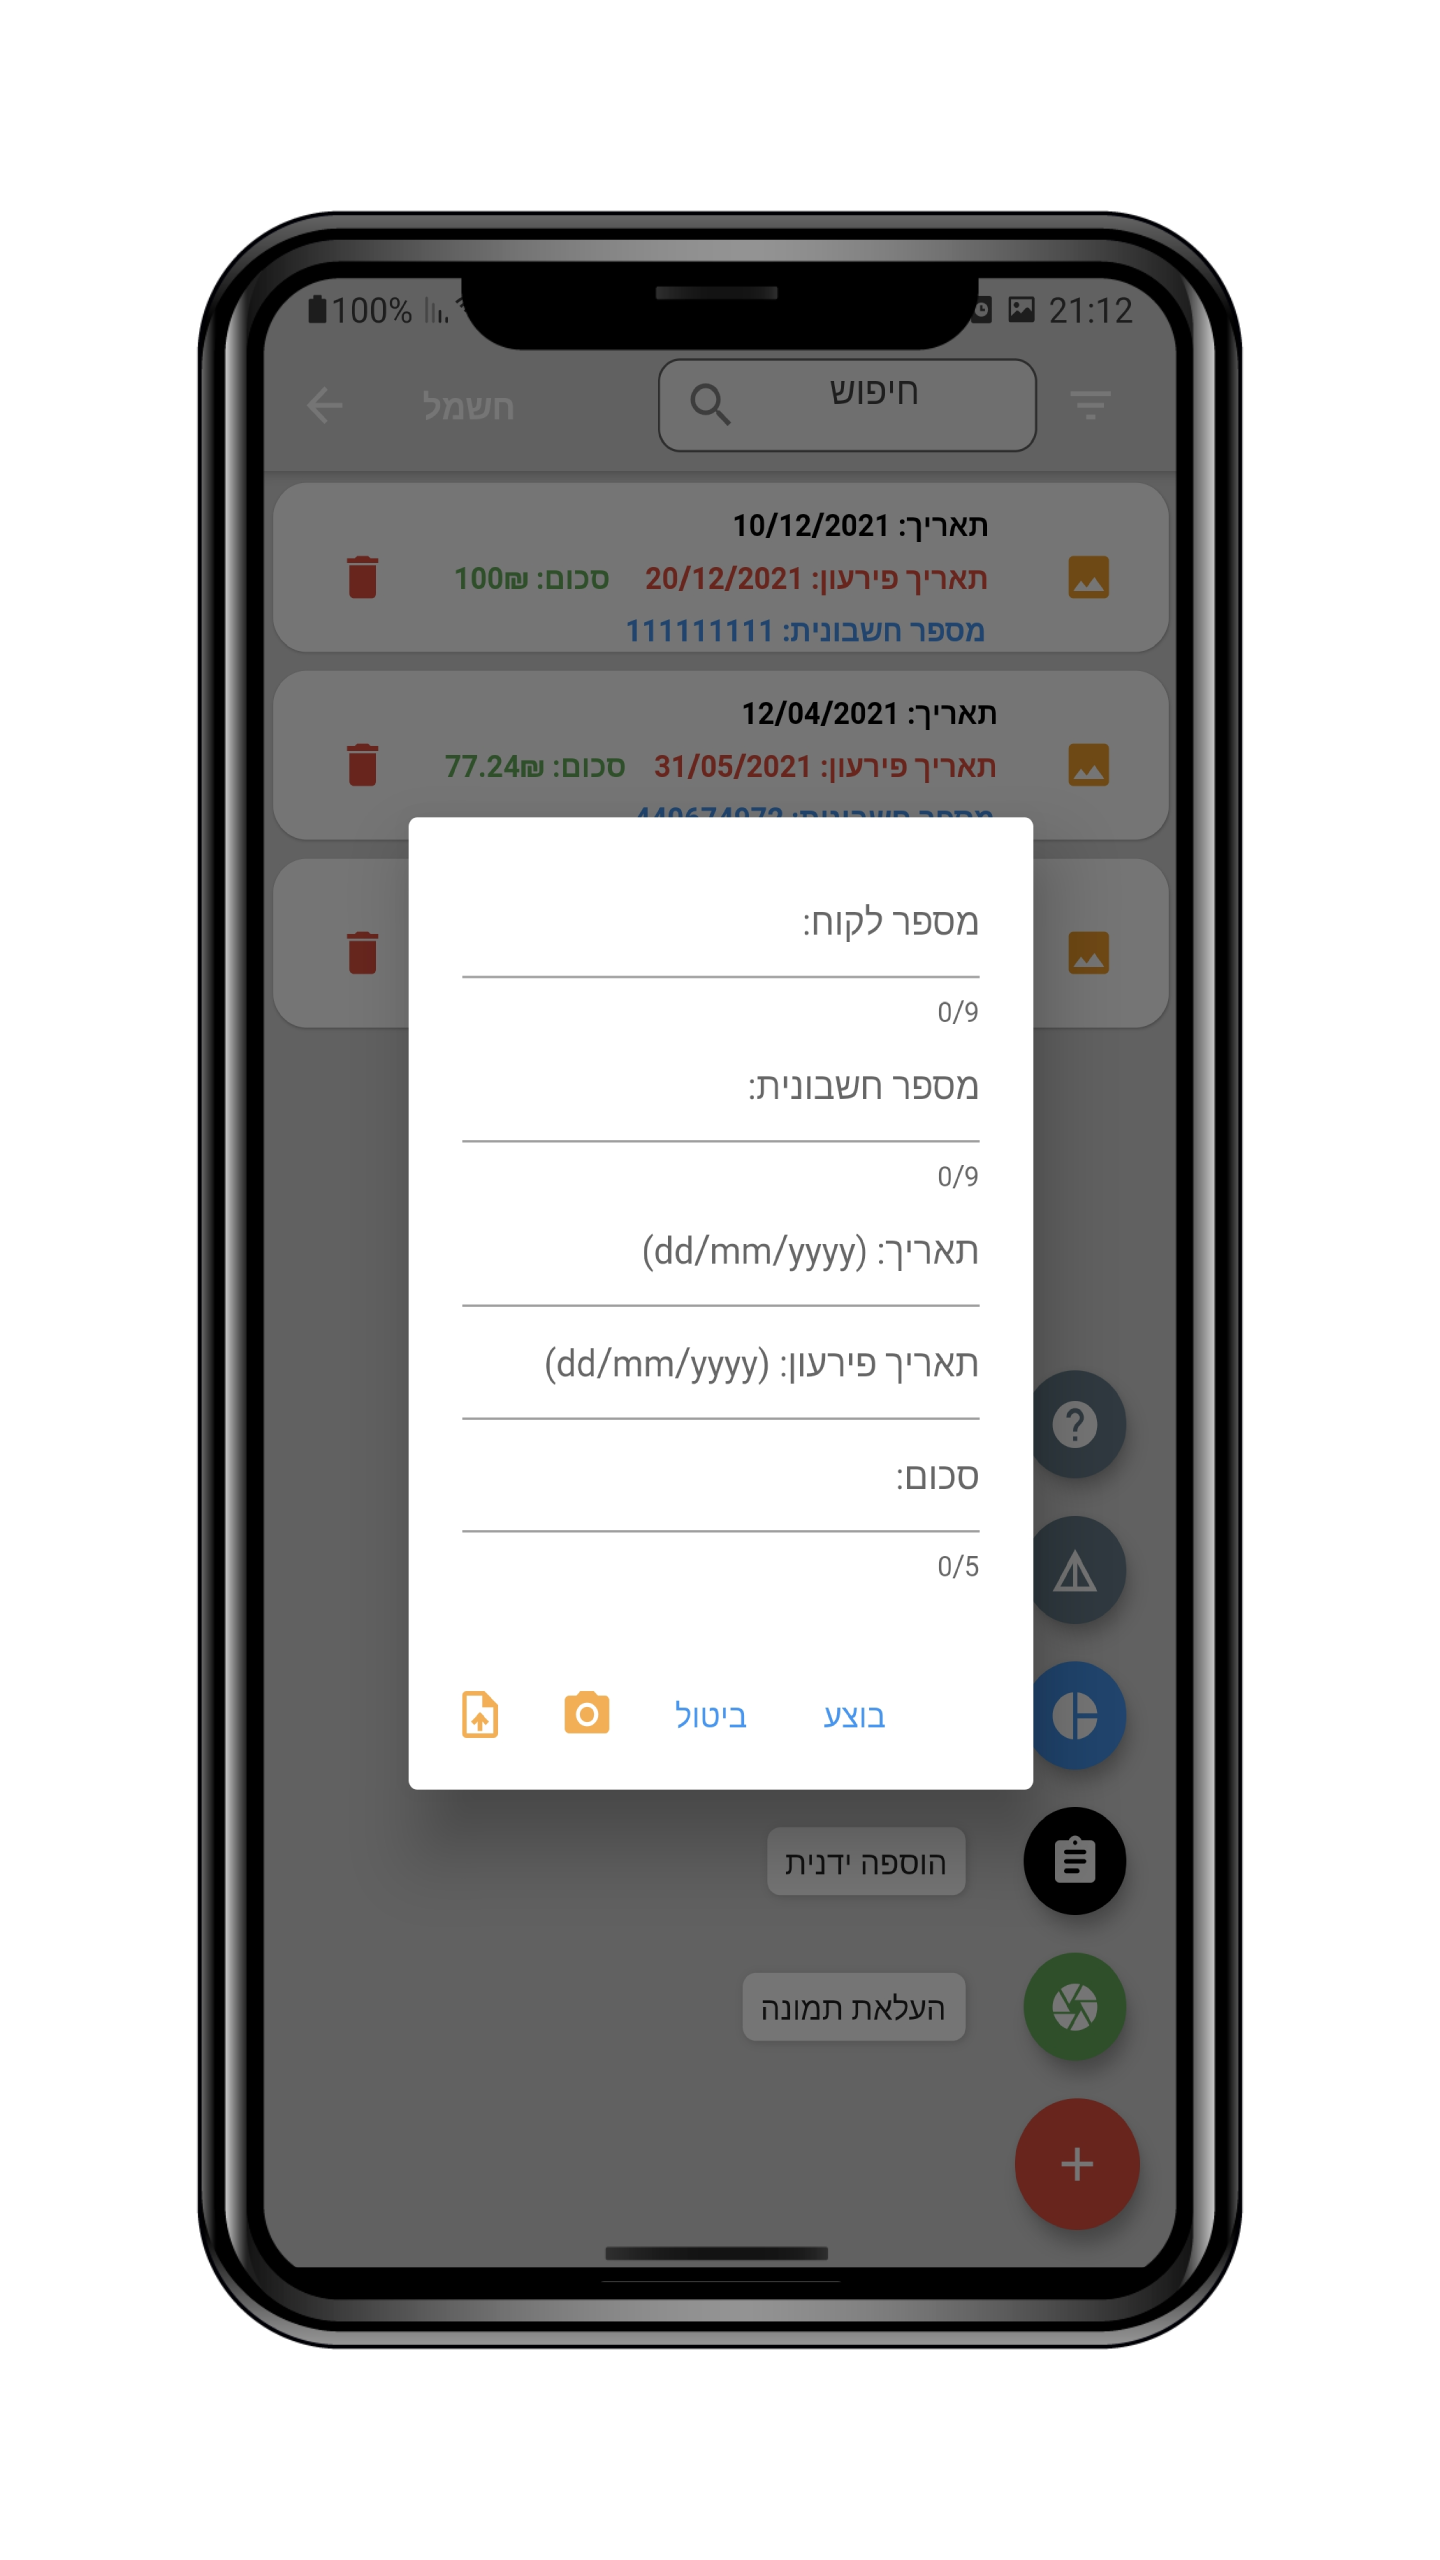 100% 21:12
חשמל
חיפוש
תאריך: 10/12/2021
תאריך פירעון: 20/12/2021 סכום: 100₪
מספר חשבונית: 111111111
תאריך: 12/04/2021
תאריך פירעון: 31/05/2021 סכום: 77.24₪
מספר חשבונית:
מספר לקוח:
0/9
מספר חשבונית:
0/9
תאריך: (dd/mm/yyyy)
תאריך פירעון: (dd/mm/yyyy)
סכום:
0/5
בוצע ביטול
הוספה ידנית
העלאת תמונה